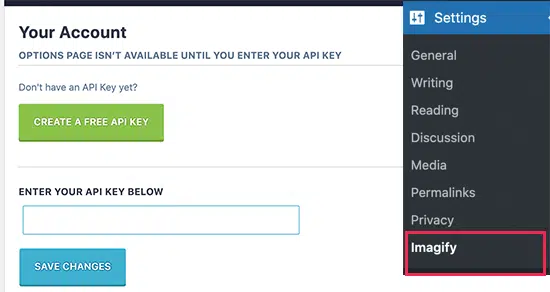 Your Account
OPTIONS PAGE ISN'T AVAILABLE UNTIL YOU ENTER YOUR API KEY
Don't have an API Key yet?
CREATE A FREE API KEY
ENTER YOUR API KEY BELOW
SAVE CHANGES
Settings
General
Writing
Reading
Discussion
Media
Permalinks
Privacy
Imagify